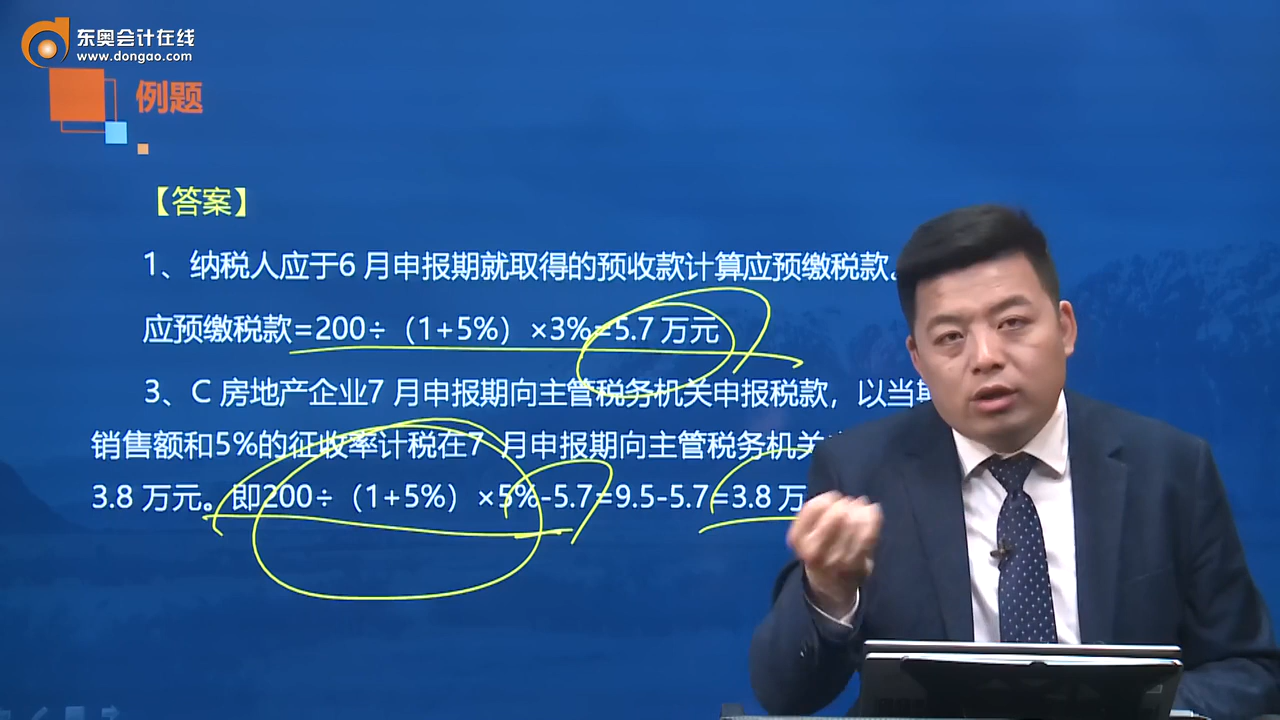 东奥会计在线
www.dongao.com
例题
【答案】
1、纳税人应于6 月申报期就取得的预收款计算应预缴税款。
应预缴税款=200÷（1+5%）×3%=5.7 万元
3、C 房地产企业7 月申报期向主管税务机关申报税款，以当
销售额和5%的征收率计税在7 月申报期向主管税务机关
3.8 万元。即200÷（1+5%）×5%-5.7=9.5-5.7=3.8 万